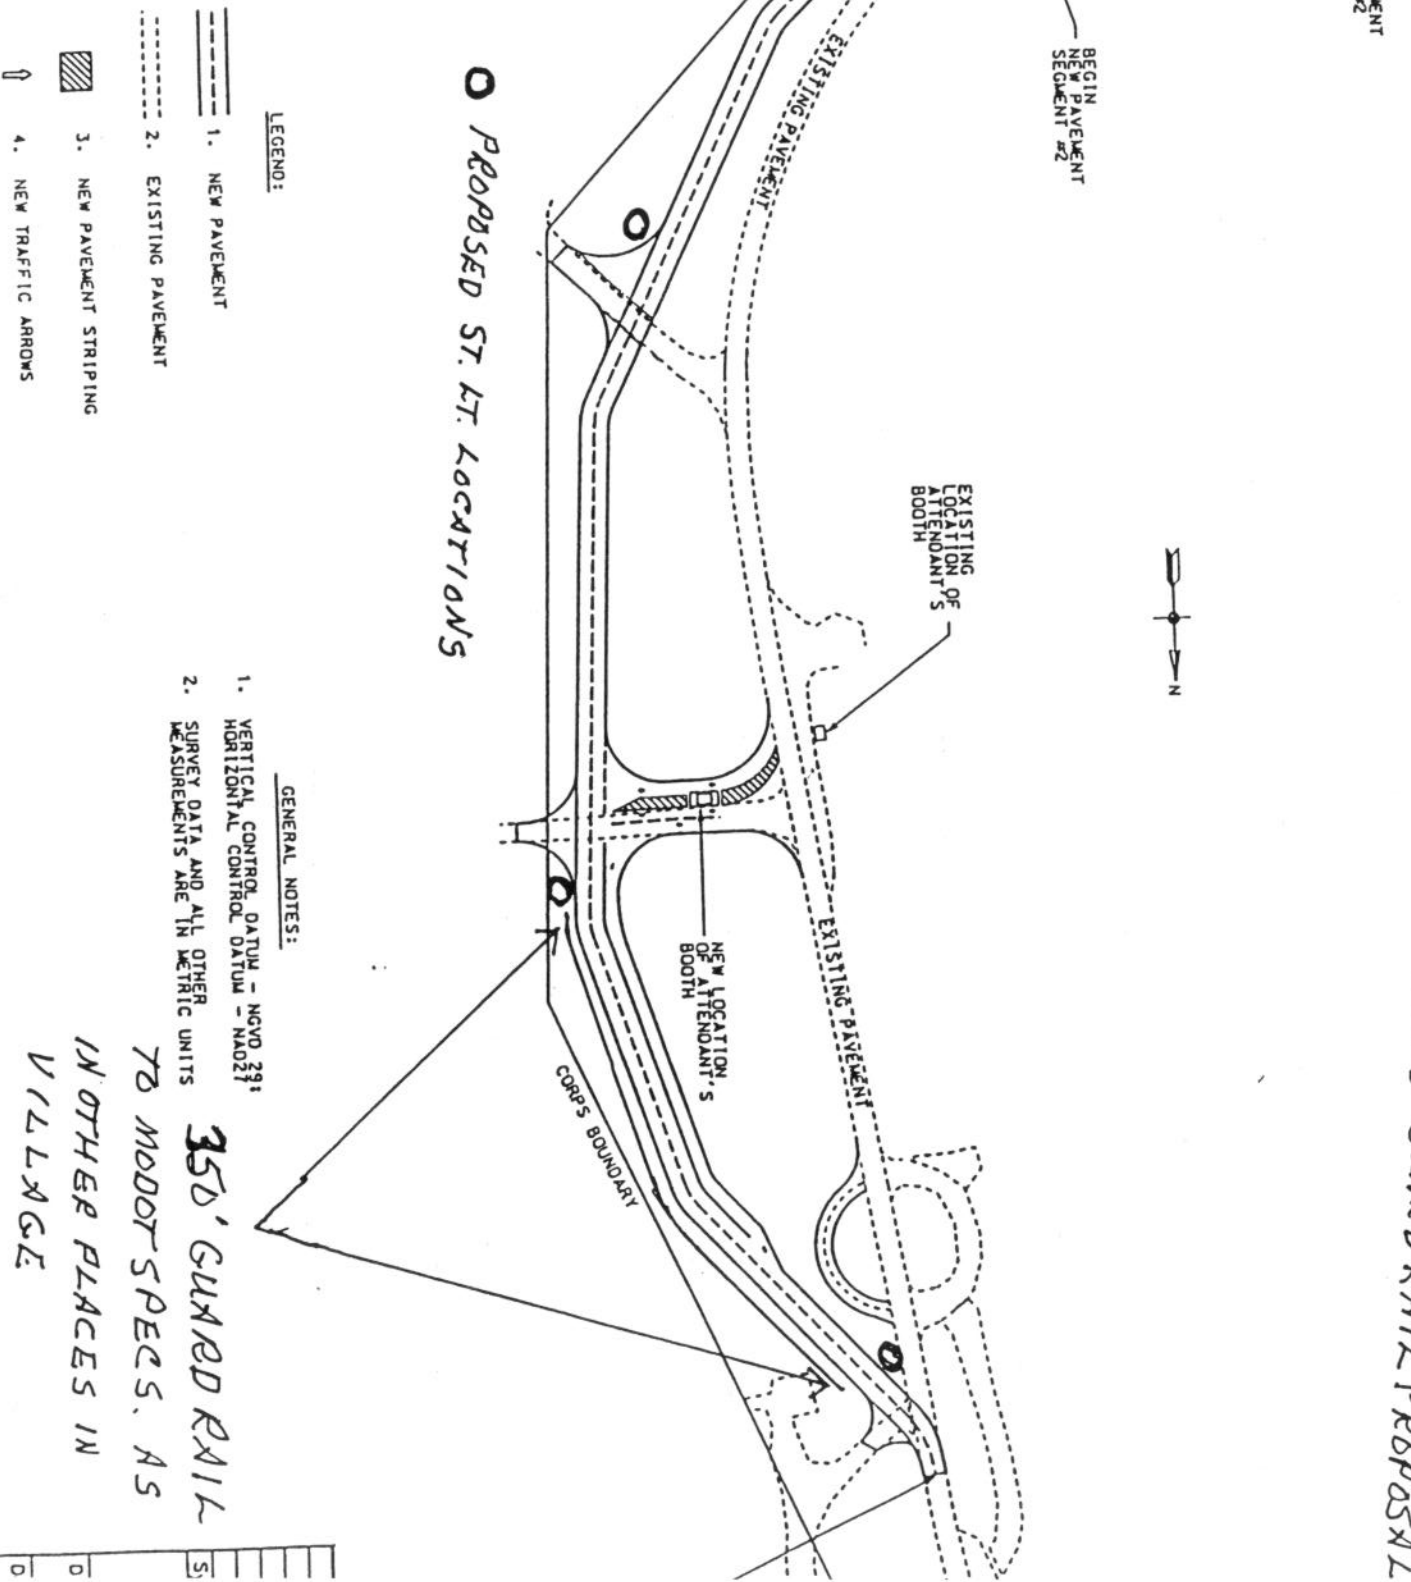 BEGIN
NEW PAVEMENT
SEGMENT #2
EXISTING PAVEMENT
EXISTING
LOCATION OF
ATTENDANT'S
BOOTH
N
EXISTING PAVEMENT
NEW LOCATION
OF ATTENDANT'S
BOOTH
CORPS BOUNDARY
PROPOSED ST. LT. LOCATIONS
LEGEND:
1. NEW PAVEMENT
2. EXISTING PAVEMENT
3. NEW PAVEMENT STRIPING
4. NEW TRAFFIC ARROWS
GENERAL NOTES:
1. VERTICAL CONTROL DATUM - NGVD 29;
HORIZONTAL CONTROL DATUM - NAD27
2. SURVEY DATA AND ALL OTHER
MEASUREMENTS ARE IN METRIC UNITS
350' GUARD RAIL
TO MODOT SPECS. AS
IN OTHER PLACES IN
VILLAGE
PROPOSAL